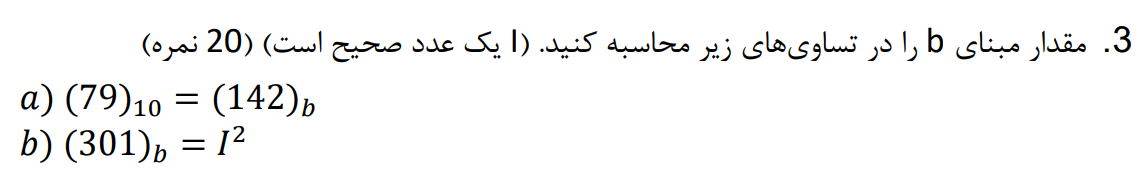 3. مقدار مبنای b را در تساوی‌های زیر محاسبه کنید. (I یک عدد صحیح است) (20 نمره)
a) (79)₁₀ = (142)_b
b) (301)_b = I²